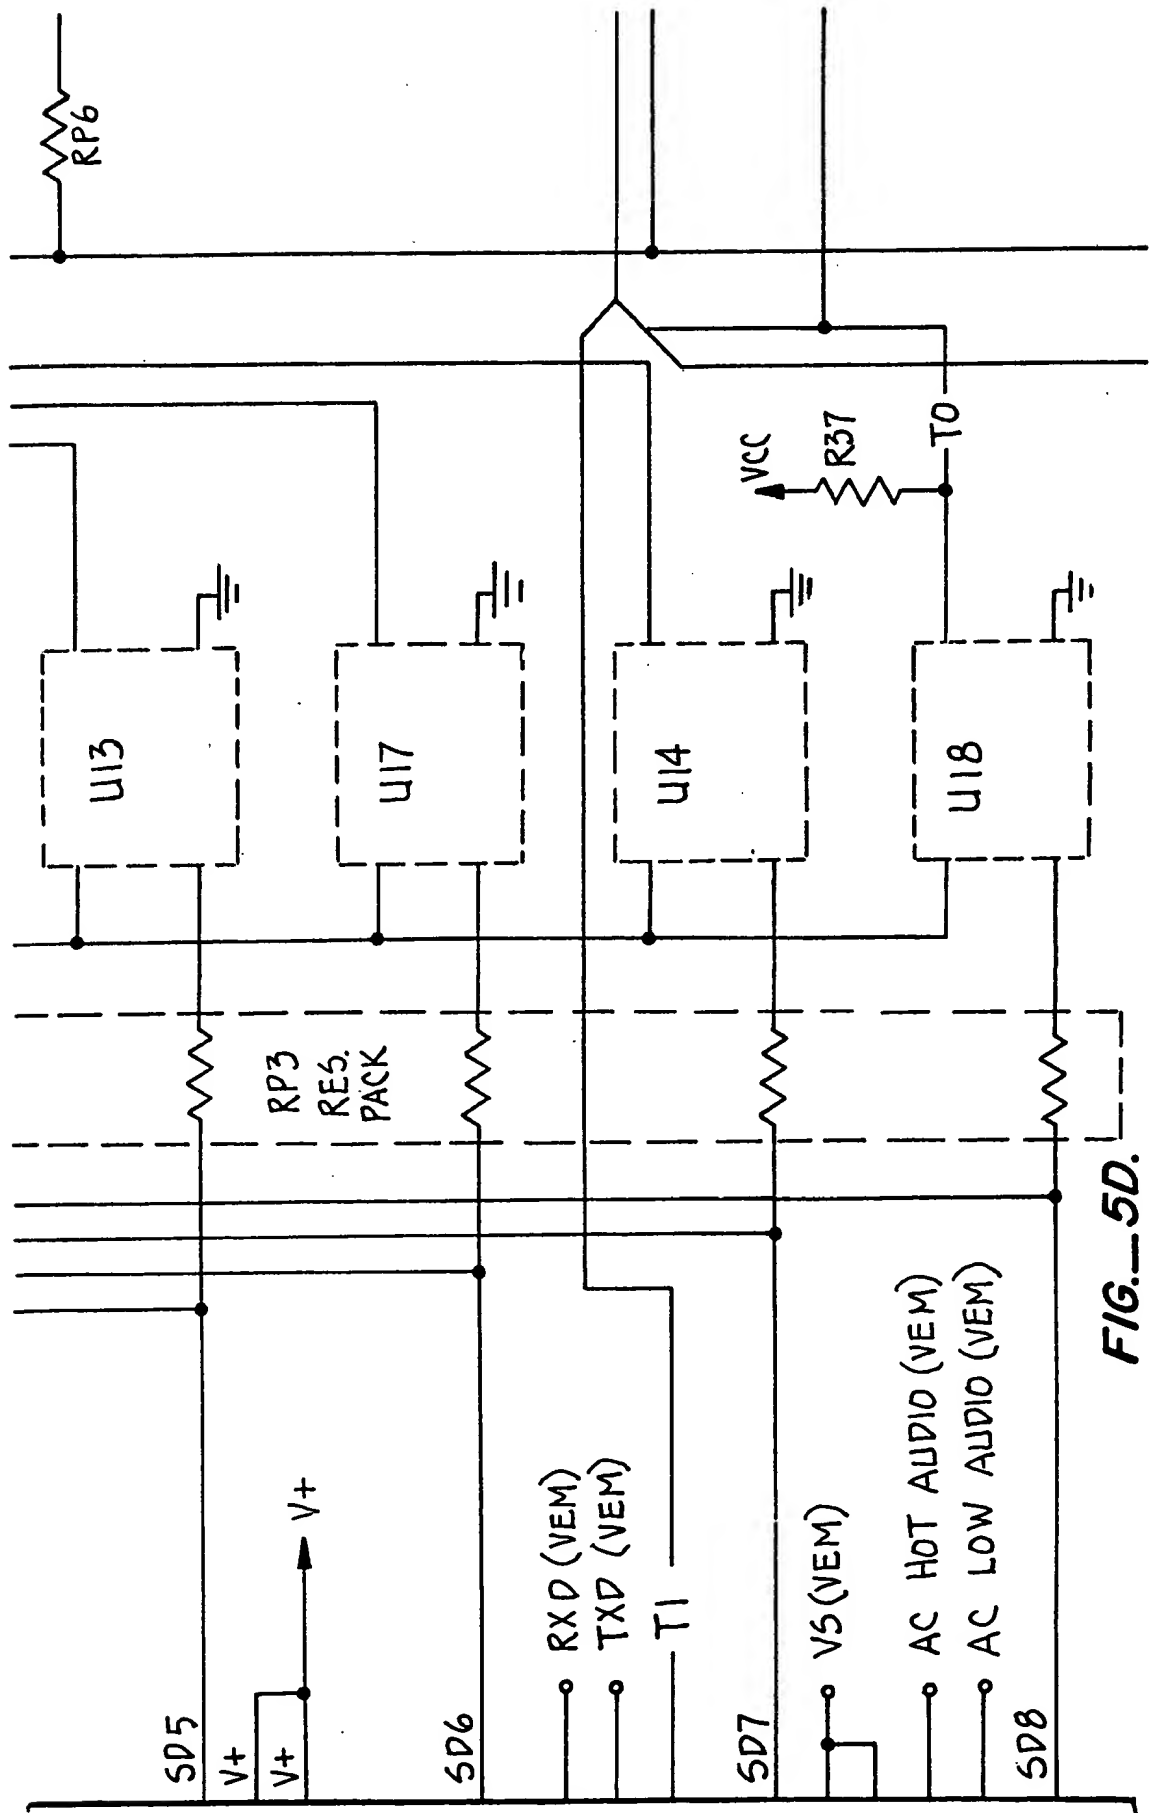 RP6
VCC
R37
T0
U13
U17
U14
U18
RP3
RES.
PACK
SD5
V+
V+
V+
SD6
RXD (VEM)
TXD (VEM)
T1
SD7
VS (VEM)
AC HOT AUDIO (VEM)
AC LOW AUDIO (VEM)
SD8
FIG._5D.